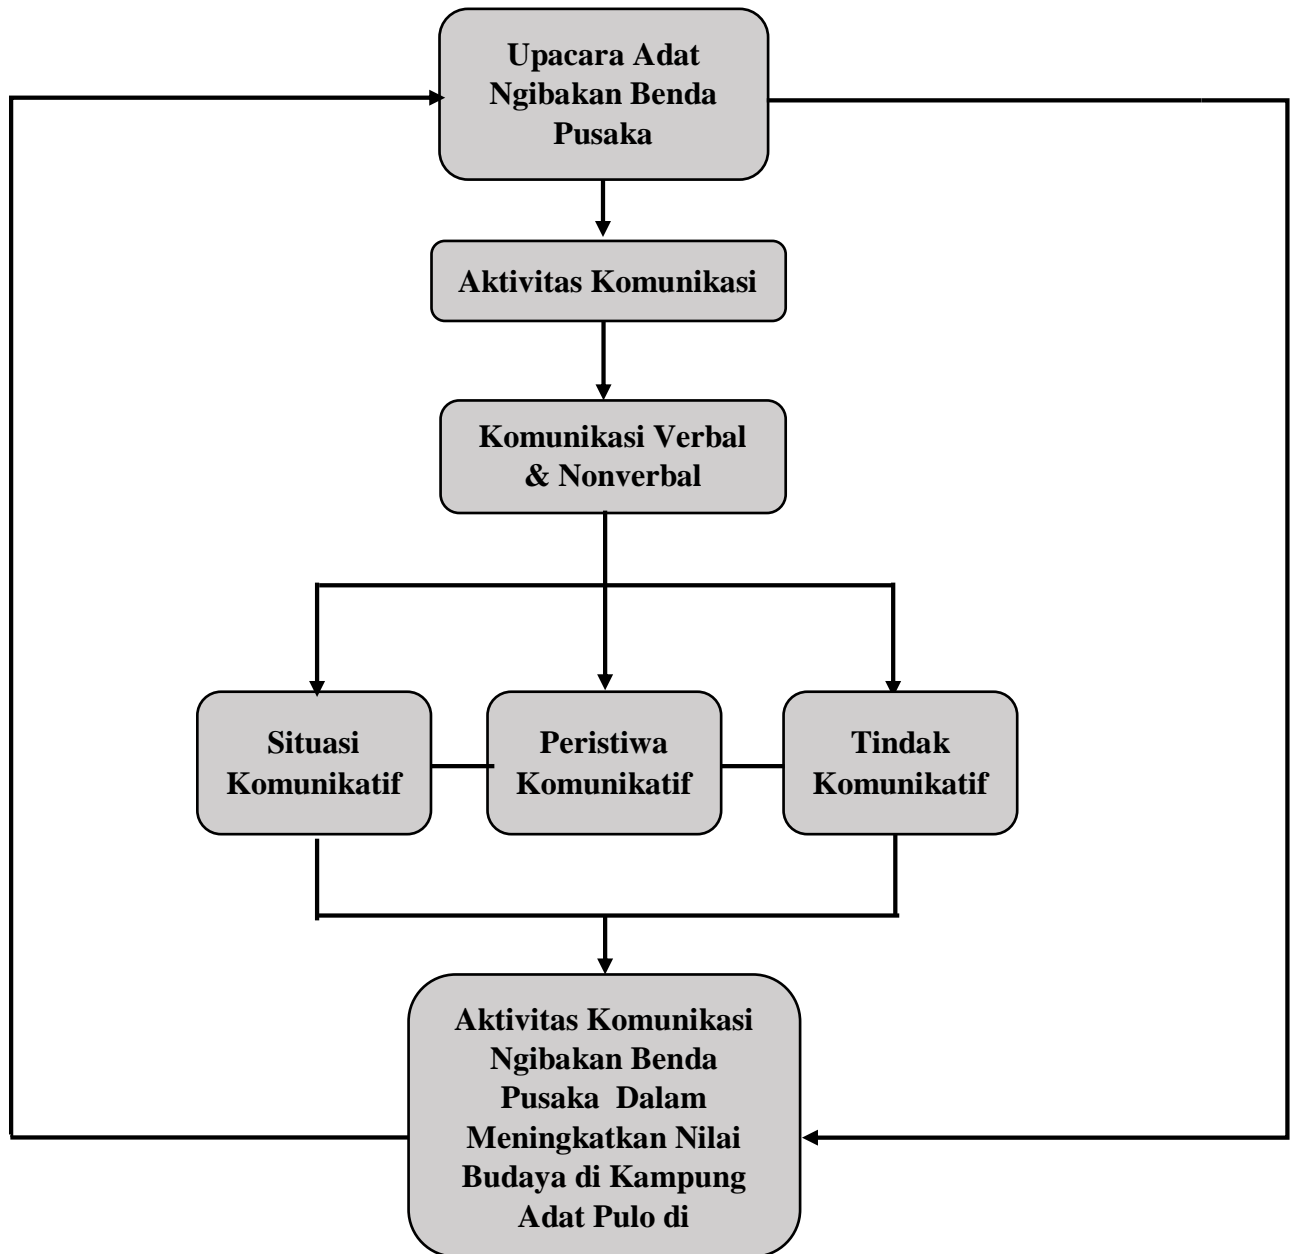 Upacara Adat
Ngibakan Benda
Pusaka
Aktivitas Komunikasi
Komunikasi Verbal
& Nonverbal
Situasi
Komunikatif
Peristiwa
Komunikatif
Tindak
Komunikatif
Aktivitas Komunikasi
Ngibakan Benda
Pusaka Dalam
Meningkatkan Nilai
Budaya di Kampung
Adat Pulo di